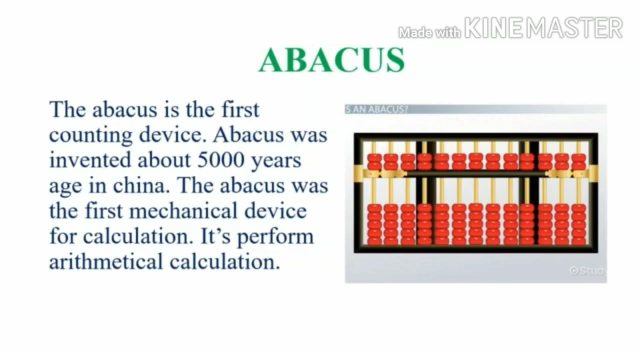 Made with KINEMASTER
ABACUS
The abacus is the first
counting device. Abacus was
invented about 5000 years
age in china. The abacus was
the first mechanical device
for calculation. It's perform
arithmetical calculation.
S AN ABACUS?
Study